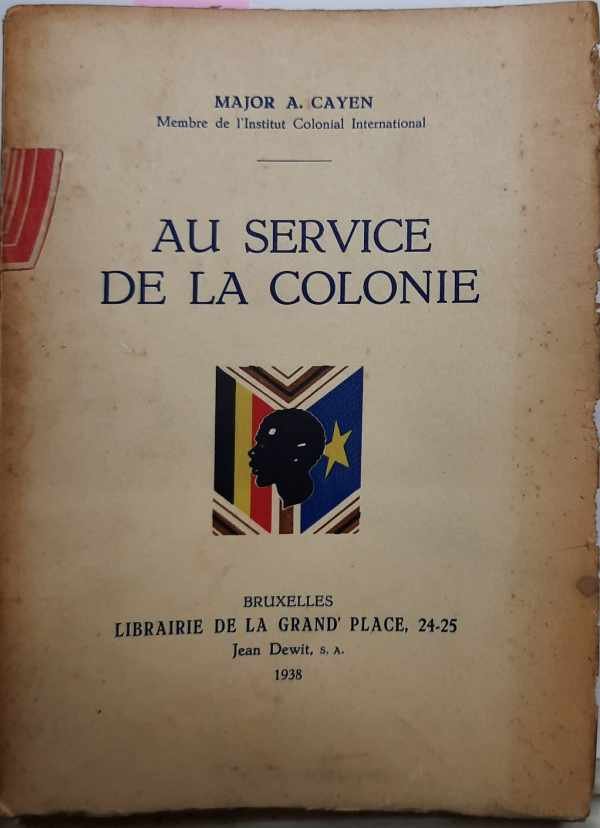 MAJOR A. CAYEN
Membre de l'Institut Colonial International
AU SERVICE
DE LA COLONIE
BRUXELLES
LIBRAIRIE DE LA GRAND' PLACE, 24-25
Jean Dewit, S. A.
1938